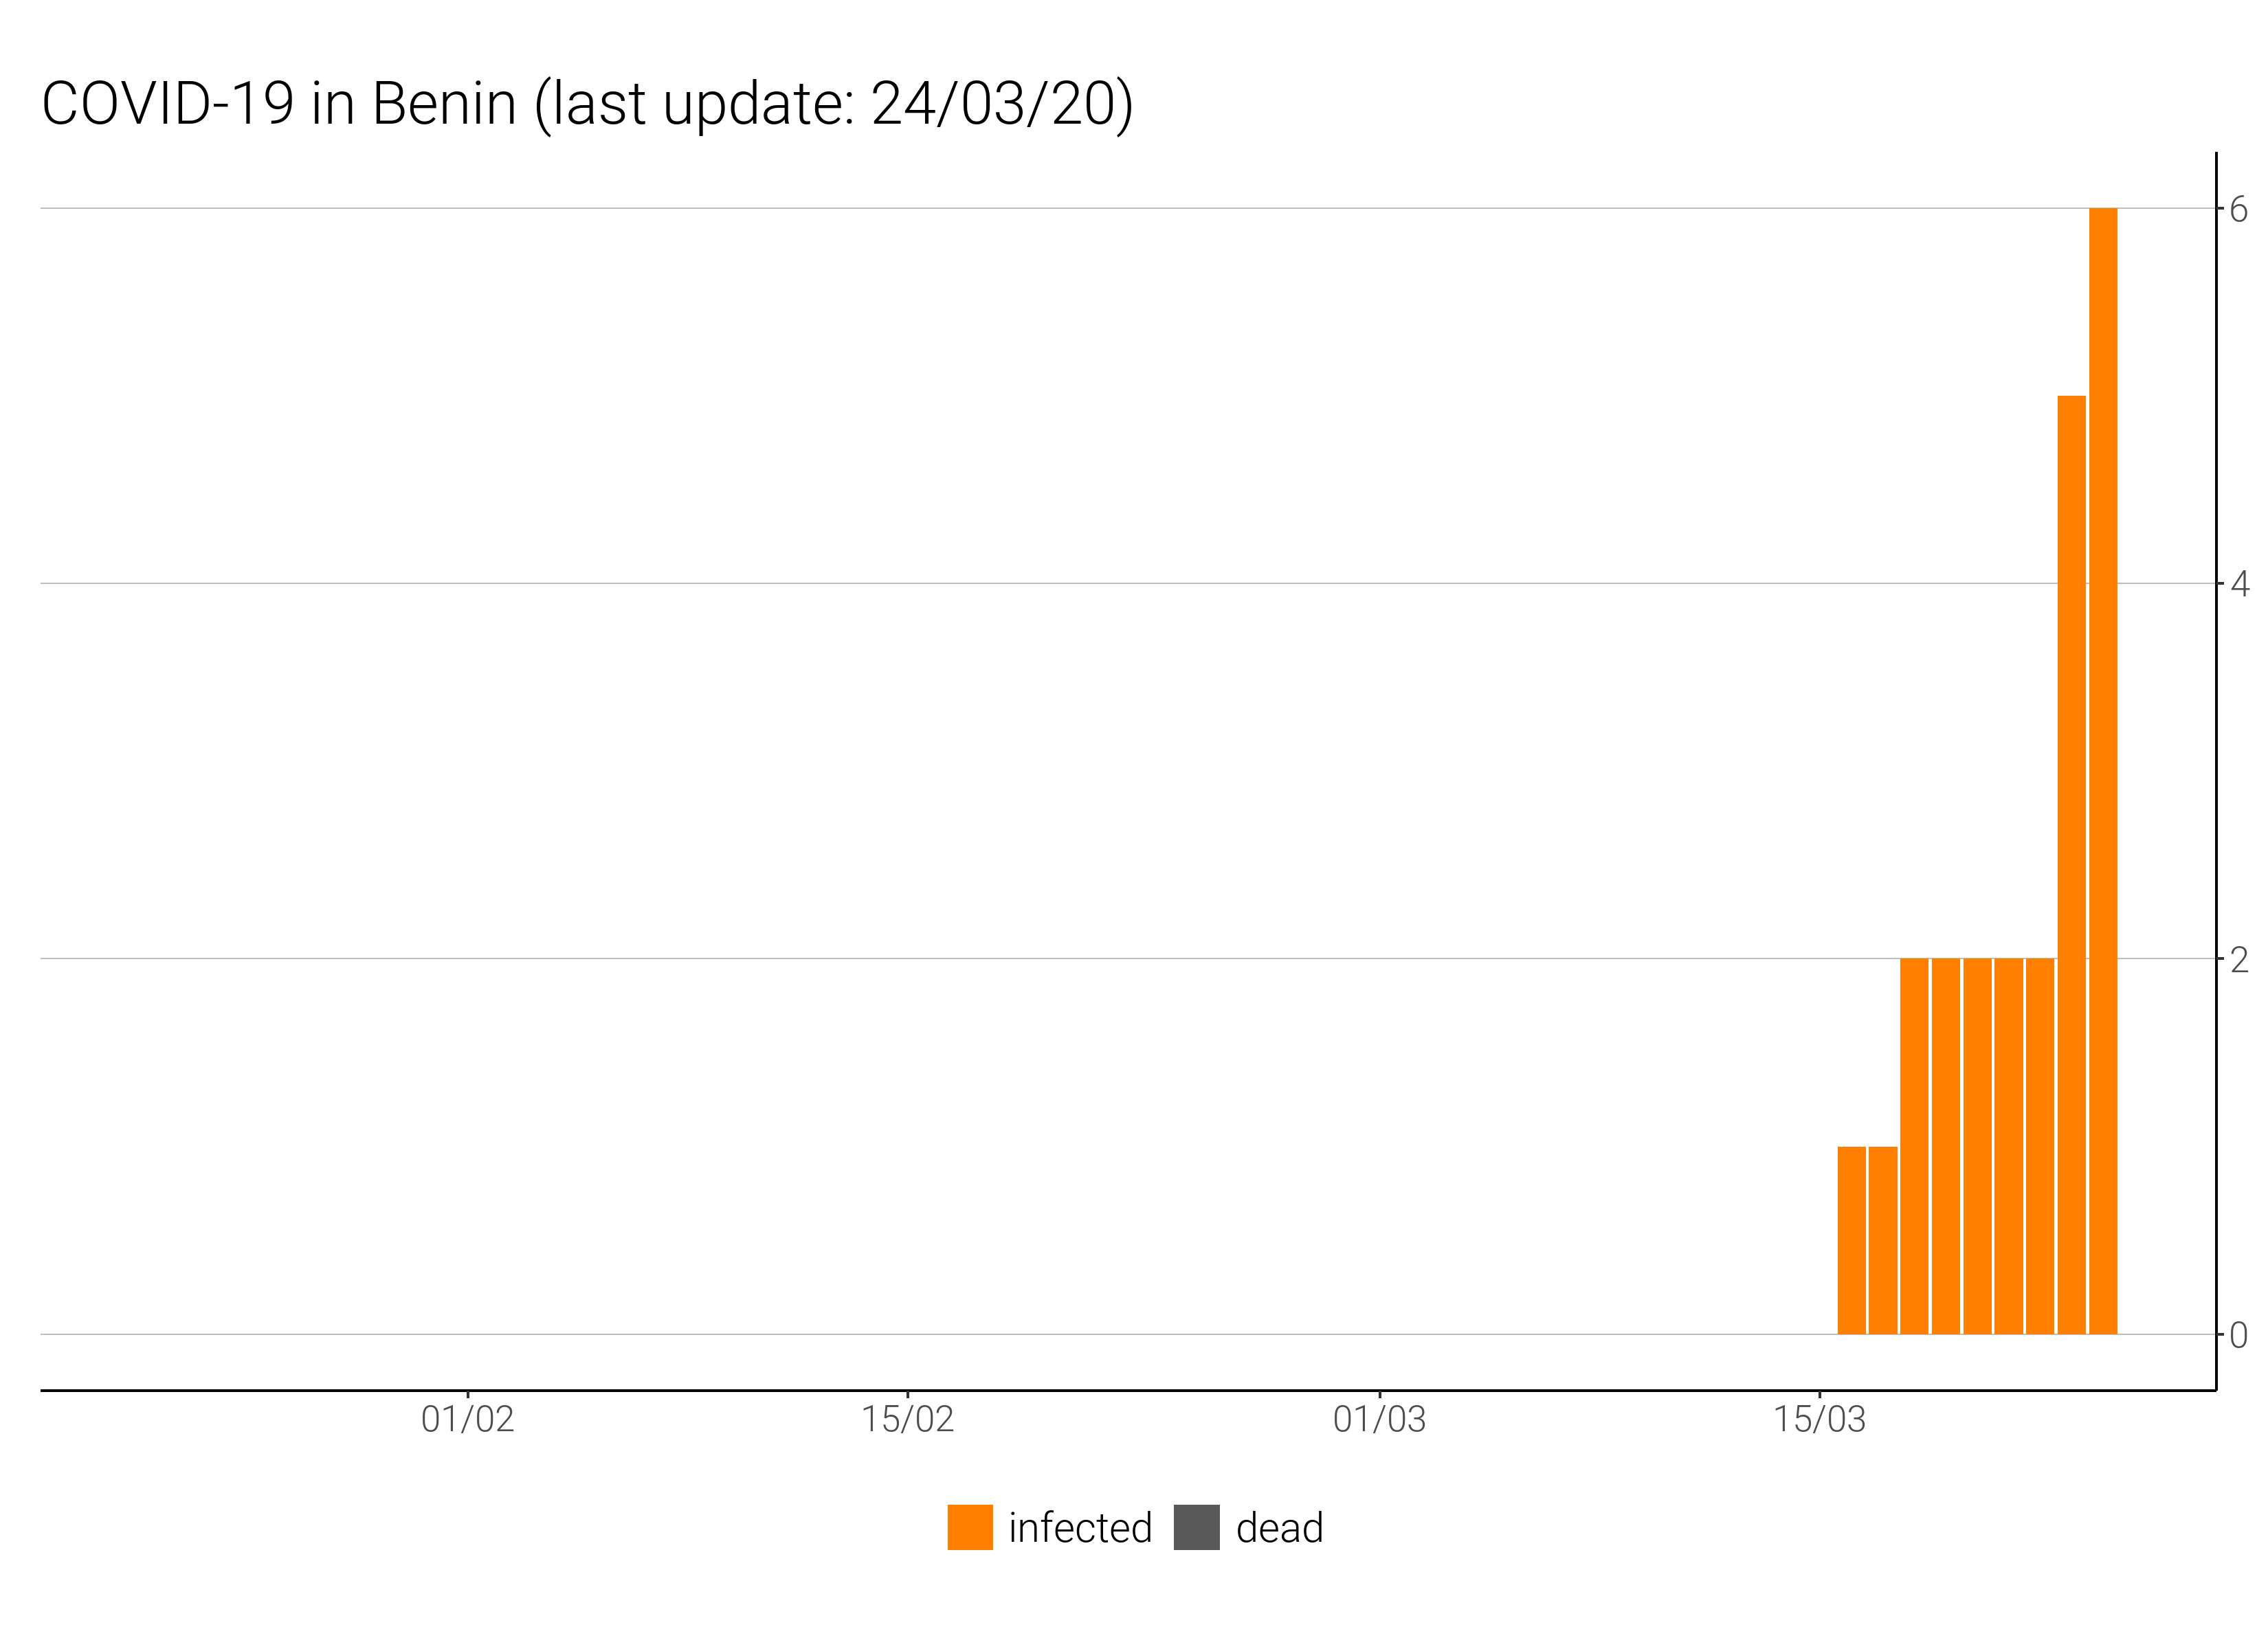 COVID-19 in Benin (last update: 24/03/20)
6
4
2
0
01/02 15/02 01/03 15/03
infected dead